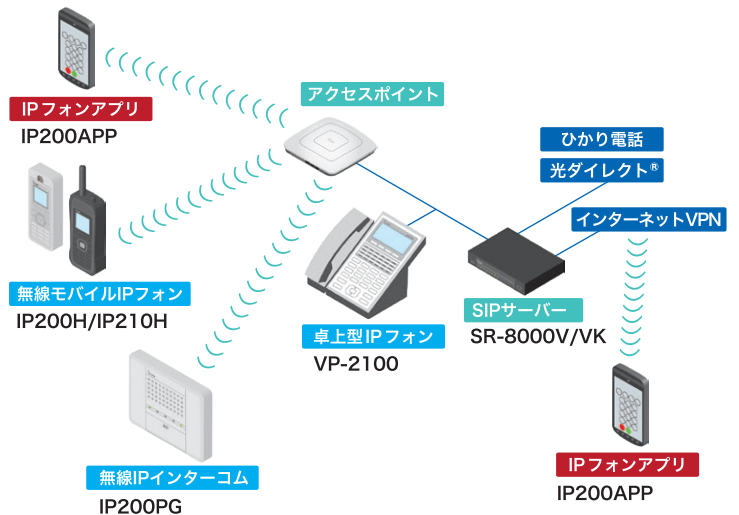 アクセスポイント
IPフォンアプリ
IP200APP
ひかり電話
光ダイレクト®
インターネットVPN
無線モバイルIPフォン
IP200H/IP210H
卓上型IPフォン
VP-2100
SIPサーバー
SR-8000V/VK
無線IPインターコム
IP200PG
IPフォンアプリ
IP200APP